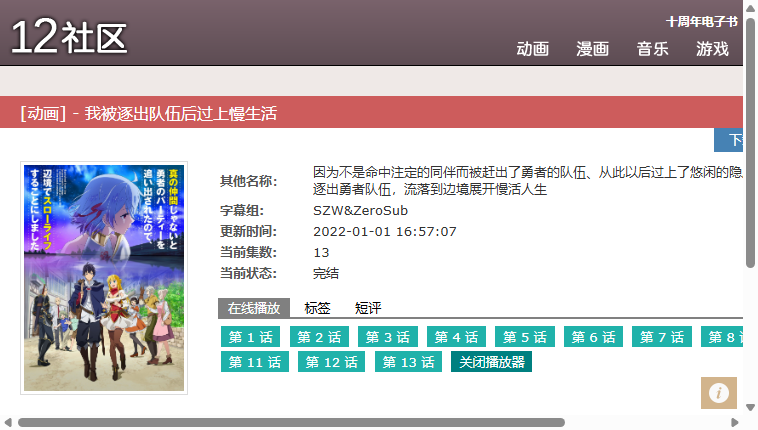 12社区
十周年电子书
动画 漫画 音乐 游戏
[动画] - 我被逐出队伍后过上慢生活
下
真の仲間じゃないと
勇者のパーティーを
追い出されたので、
辺境でスローライフ
することにしました
其他名称: 因为不是命中注定的同伴而被赶出了勇者的队伍、从此以后过上了悠闲的隐
逐出勇者队伍，流落到边境展开慢活人生
字幕组: SZW&ZeroSub
更新时间: 2022-01-01 16:57:07
当前集数: 13
当前状态: 完结
在线播放 标签 短评
第 1 话 第 2 话 第 3 话 第 4 话 第 5 话 第 6 话 第 7 话 第 8
第 11 话 第 12 话 第 13 话 关闭播放器